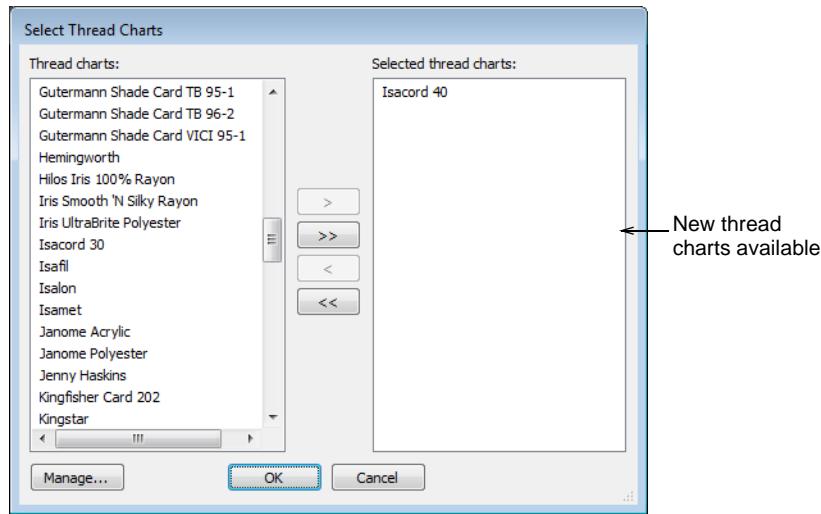 Select Thread Charts
Thread charts:
Gutermann Shade Card TB 95-1
Gutermann Shade Card TB 96-2
Gutermann Shade Card VICI 95-1
Hemingworth
Hilos Iris 100% Rayon
Iris Smooth 'N Silky Rayon
Iris UltraBrite Polyester
Isacord 30
Isafil
Isalon
Isamet
Janome Acrylic
Janome Polyester
Jenny Haskins
Kingfisher Card 202
Kingstar
>
>>
<
<<
Selected thread charts:
Isacord 40
New thread
charts available
Manage...
OK
Cancel